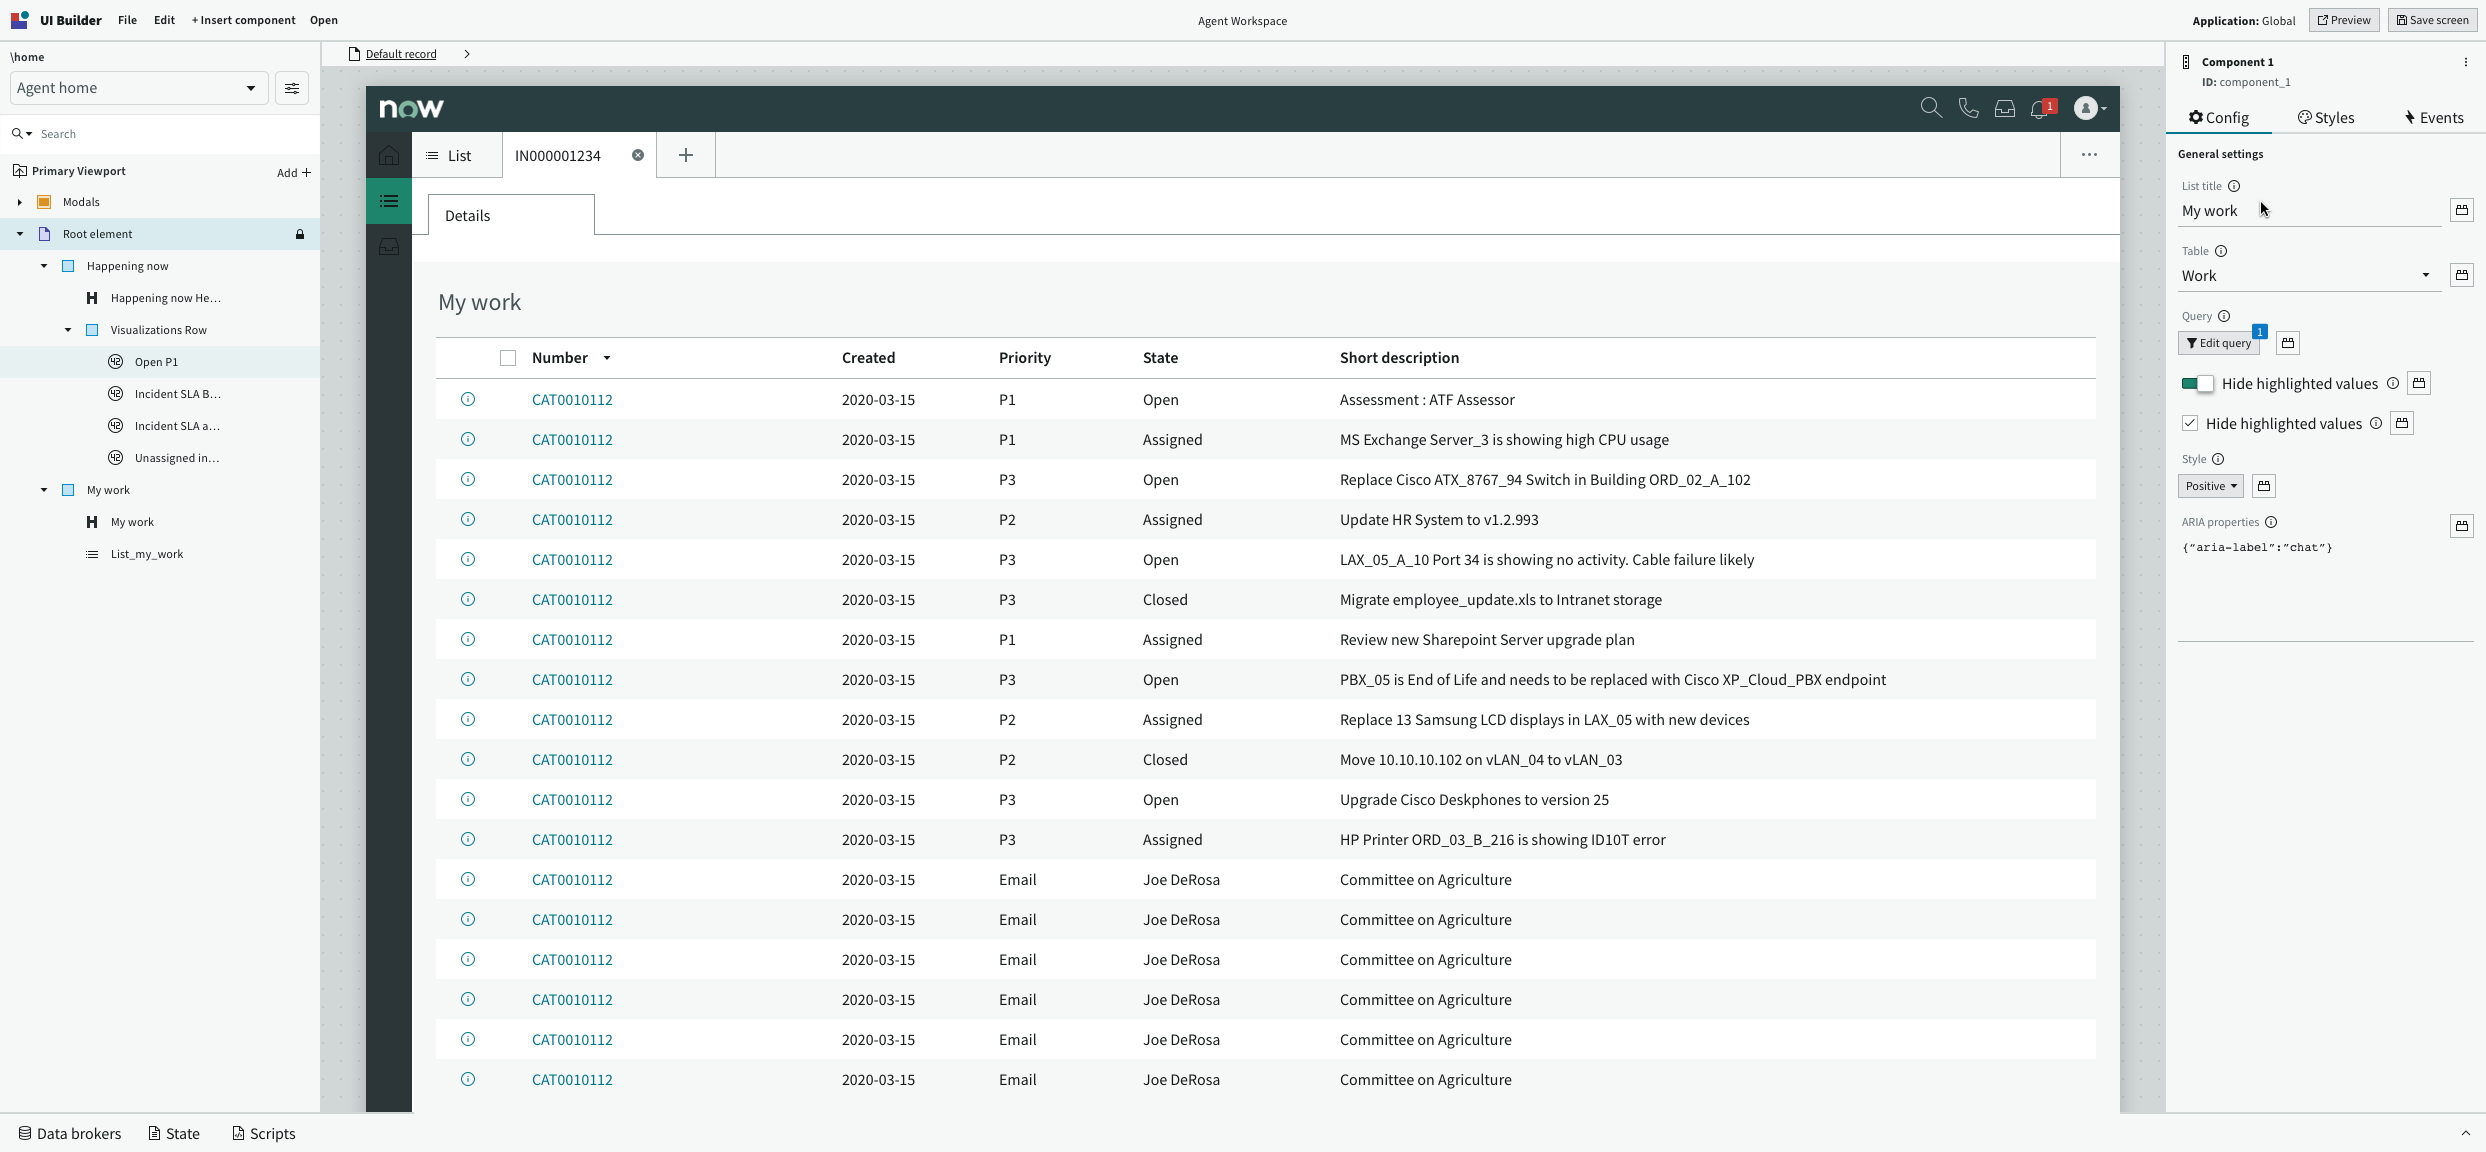 UI Builder File Edit + Insert component Open Agent Workspace Application: Global Preview Save screen
\home
Agent home
Search
Primary Viewport Add +
Modals
Root element
Happening now
Happening now He...
Visualizations Row
Open P1
Incident SLA B...
Incident SLA a...
Unassigned in...
My work
My work
List_my_work
Default record
now 1
List IN000001234
Details
My work
Number Created Priority State Short description
CAT0010112 2020-03-15 P1 Open Assessment : ATF Assessor
CAT0010112 2020-03-15 P1 Assigned MS Exchange Server_3 is showing high CPU usage
CAT0010112 2020-03-15 P3 Open Replace Cisco ATX_8767_94 Switch in Building ORD_02_A_102
CAT0010112 2020-03-15 P2 Assigned Update HR System to v1.2.993
CAT0010112 2020-03-15 P3 Open LAX_05_A_10 Port 34 is showing no activity. Cable failure likely
CAT0010112 2020-03-15 P3 Closed Migrate employee_update.xls to Intranet storage
CAT0010112 2020-03-15 P1 Assigned Review new Sharepoint Server upgrade plan
CAT0010112 2020-03-15 P3 Open PBX_05 is End of Life and needs to be replaced with Cisco XP_Cloud_PBX endpoint
CAT0010112 2020-03-15 P2 Assigned Replace 13 Samsung LCD displays in LAX_05 with new devices
CAT0010112 2020-03-15 P2 Closed Move 10.10.10.102 on vLAN_04 to vLAN_03
CAT0010112 2020-03-15 P3 Open Upgrade Cisco Deskphones to version 25
CAT0010112 2020-03-15 P3 Assigned HP Printer ORD_03_B_216 is showing ID10T error
CAT0010112 2020-03-15 Email Joe DeRosa Committee on Agriculture
CAT0010112 2020-03-15 Email Joe DeRosa Committee on Agriculture
CAT0010112 2020-03-15 Email Joe DeRosa Committee on Agriculture
CAT0010112 2020-03-15 Email Joe DeRosa Committee on Agriculture
CAT0010112 2020-03-15 Email Joe DeRosa Committee on Agriculture
CAT0010112 2020-03-15 Email Joe DeRosa Committee on Agriculture
Component 1
ID: component_1
Config Styles Events
General settings
List title
My work
Table
Work
Query
Edit query 1
Hide highlighted values
Hide highlighted values
Style
Positive
ARIA properties
{“aria-label”:”chat”}
Data brokers State Scripts